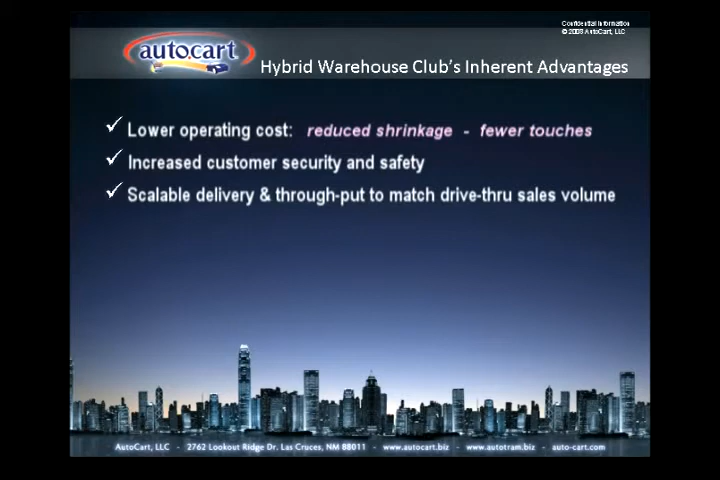 Confidential Information
© 2008 AutoCart, LLC
autocart
Hybrid Warehouse Club's Inherent Advantages
✓ Lower operating cost: reduced shrinkage - fewer touches
✓ Increased customer security and safety
✓ Scalable delivery & through-put to match drive-thru sales volume
AutoCart, LLC - 2762 Lookout Ridge Dr. Las Cruces, NM 88011 - www.autocart.biz - www.autotram.biz - auto-cart.com